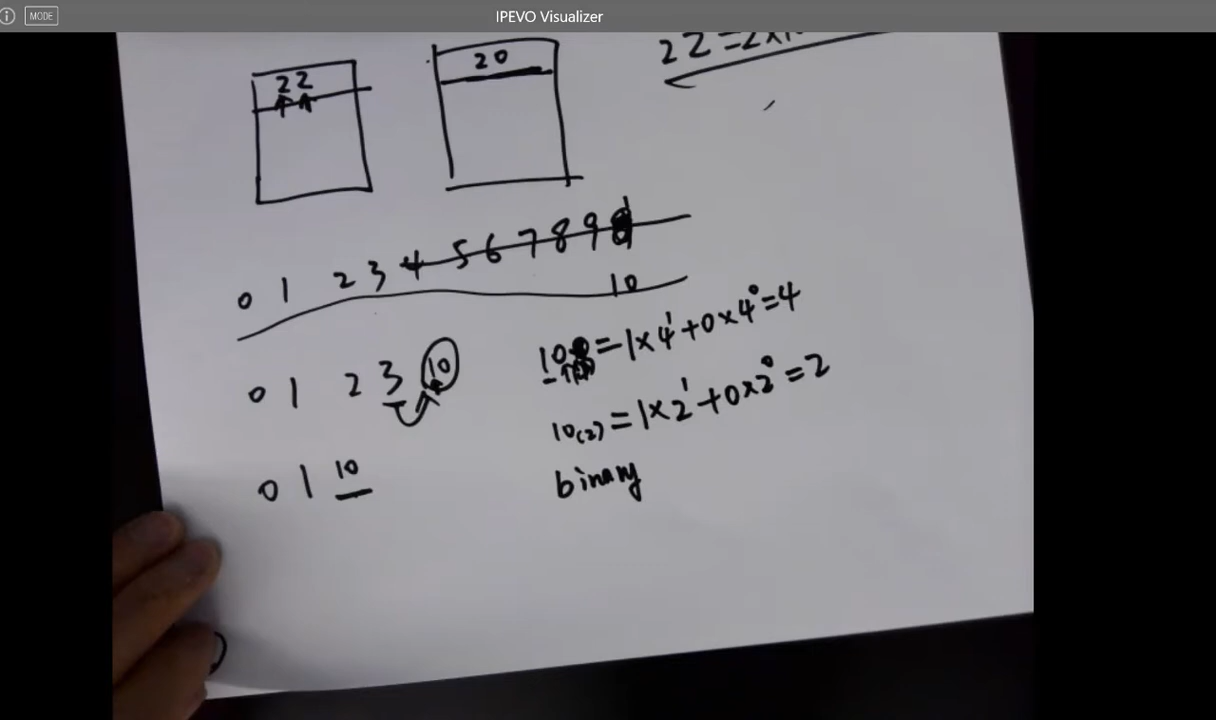 MODE
IPEVO Visualizer
22
20
22=2x1
0 1 2 3 4 5 6 7 8 9
10
0 1 2 3 10
10 =1×4¹+0×4⁰=4
10(2) =1×2¹+0×2⁰=2
0 1 10
binary